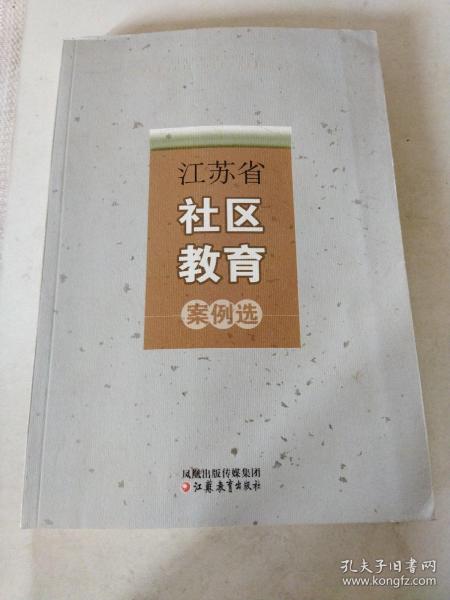 江苏省
社区
教育
案例选
凤凰出版传媒集团
江苏教育出版社
孔夫子旧书网
www.kongfz.com